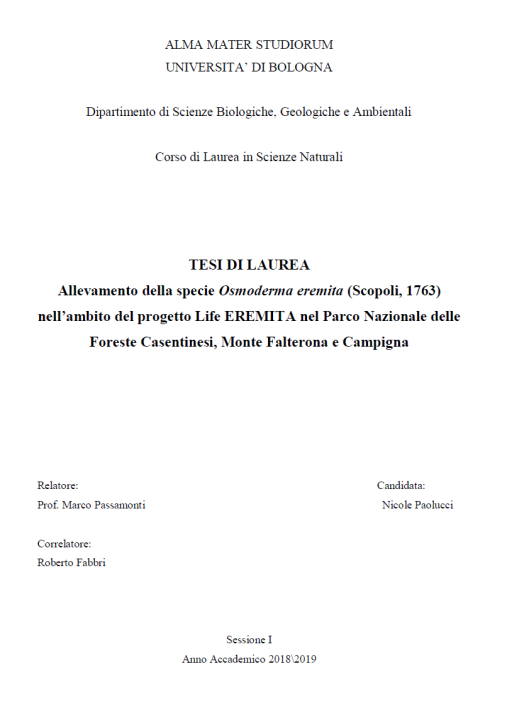 ALMA MATER STUDIORUM
UNIVERSITA’ DI BOLOGNA
Dipartimento di Scienze Biologiche, Geologiche e Ambientali
Corso di Laurea in Scienze Naturali
TESI DI LAUREA
Allevamento della specie Osmoderma eremita (Scopoli, 1763)
nell’ambito del progetto Life EREMITA nel Parco Nazionale delle
Foreste Casentinesi, Monte Falterona e Campigna
Relatore: Candidata:
Prof. Marco Passamonti Nicole Paolucci
Correlatore:
Roberto Fabbri
Sessione I
Anno Accademico 2018\2019